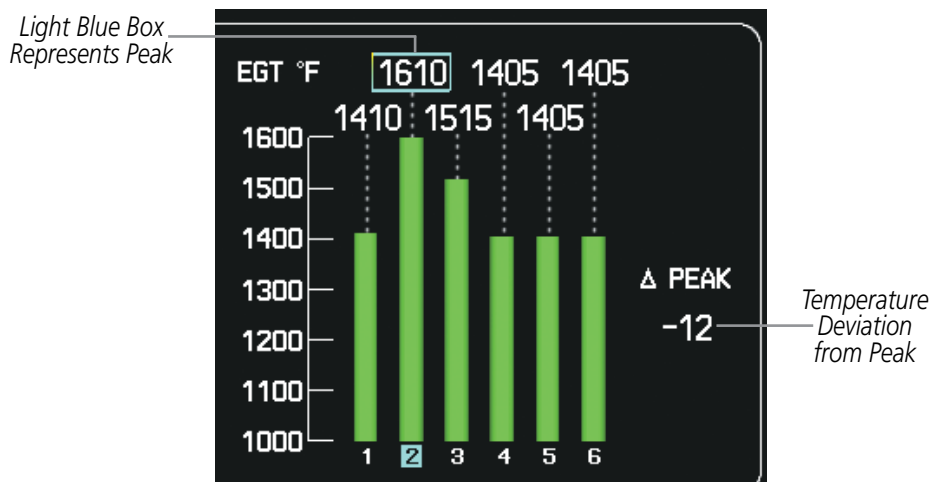 Light Blue Box
Represents Peak
EGT °F
1610 1405 1405
1410 1515 1405
1600
1500
1400
1300
1200
1100
1000
1 2 3 4 5 6
Δ PEAK
-12
Temperature
Deviation
from Peak